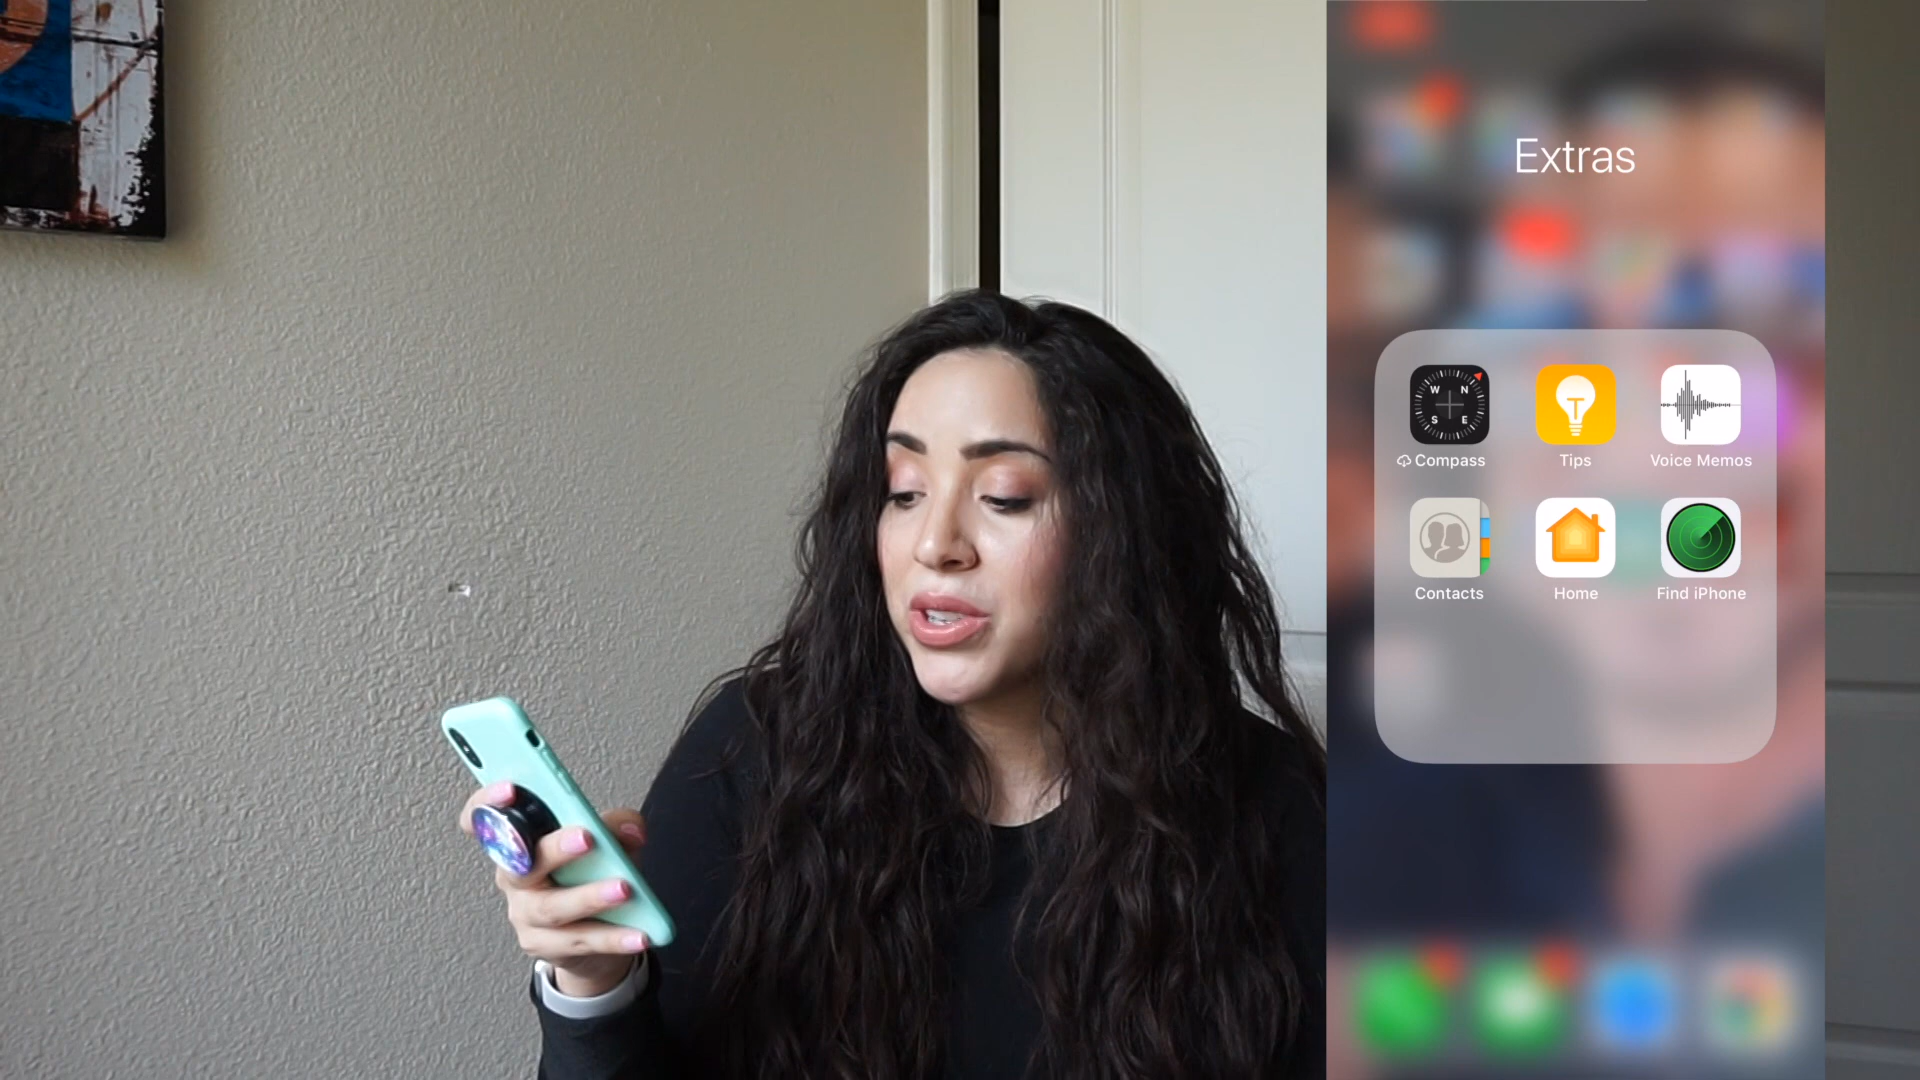 Extras
W N
S E
Compass
Tips
Voice Memos
Contacts
Home
Find iPhone